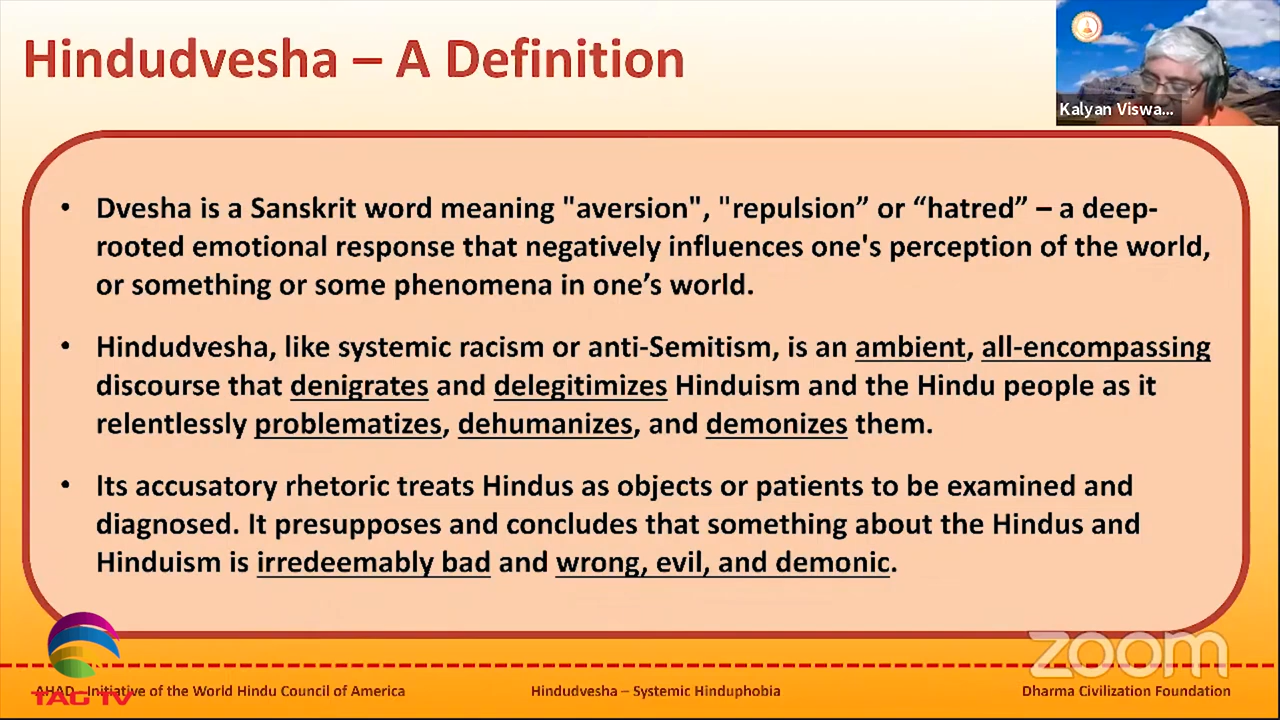 Hindudvesha – A Definition
Kalyan Viswa...
• Dvesha is a Sanskrit word meaning "aversion", "repulsion” or “hatred” – a deep-
rooted emotional response that negatively influences one's perception of the world,
or something or some phenomena in one’s world.
• Hindudvesha, like systemic racism or anti-Semitism, is an ambient, all-encompassing
discourse that denigrates and delegitimizes Hinduism and the Hindu people as it
relentlessly problematizes, dehumanizes, and demonizes them.
• Its accusatory rhetoric treats Hindus as objects or patients to be examined and
diagnosed. It presupposes and concludes that something about the Hindus and
Hinduism is irredeemably bad and wrong, evil, and demonic.
zoom
AHAD - Initiative of the World Hindu Council of America
Hindudvesha – Systemic Hinduphobia
Dharma Civilization Foundation
TAG TV